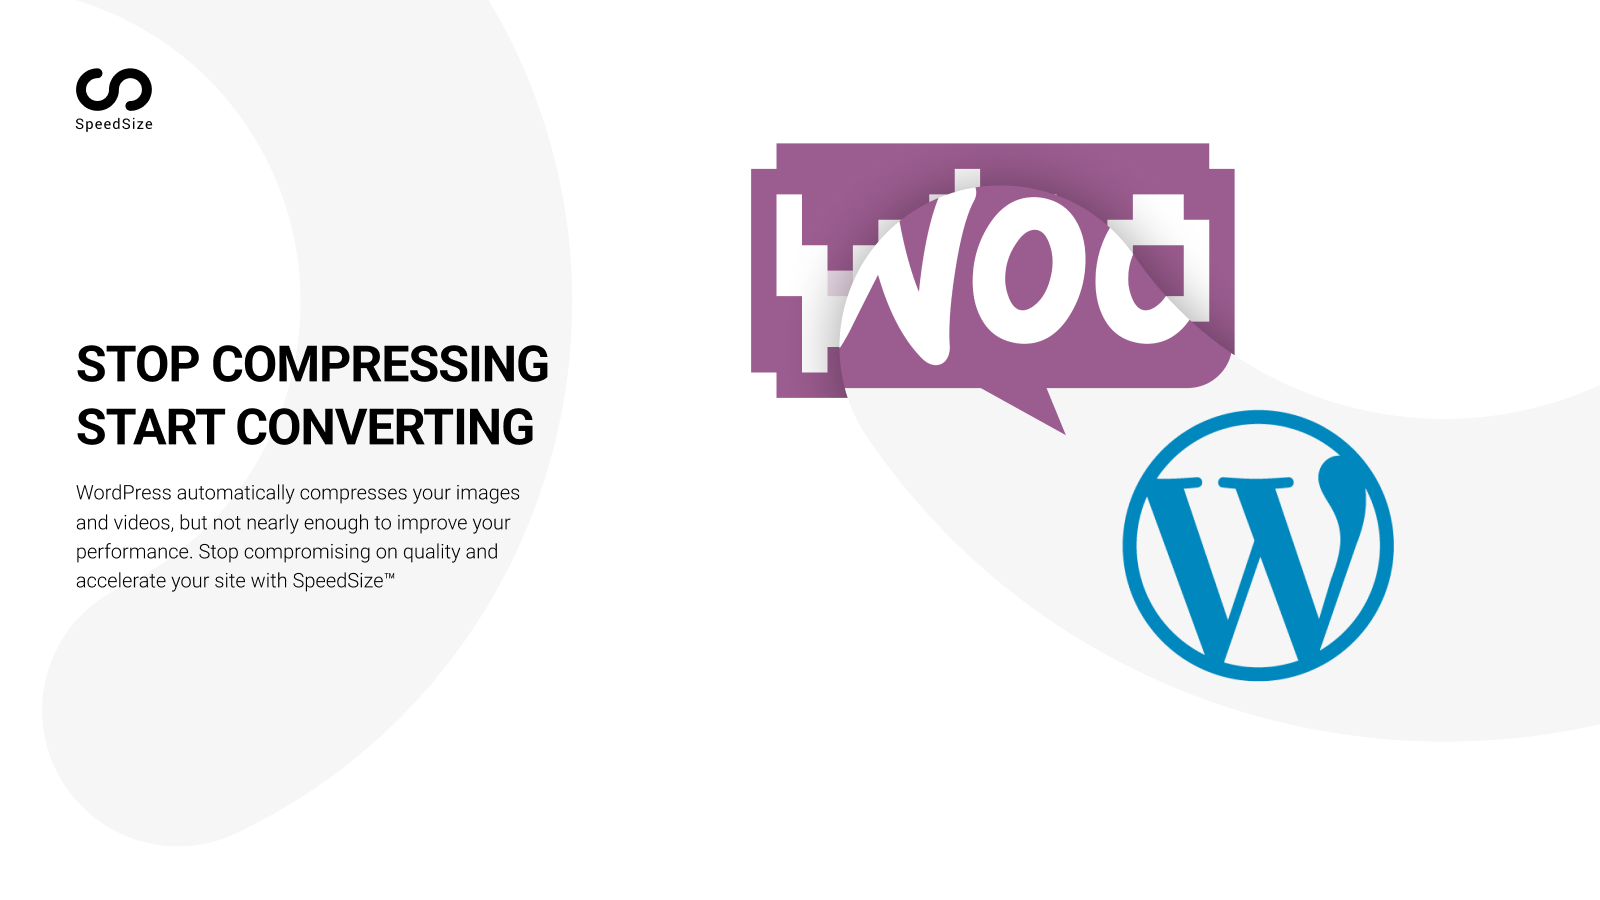 SpeedSize
STOP COMPRESSING
START CONVERTING
WordPress automatically compresses your images
and videos, but not nearly enough to improve your
performance. Stop compromising on quality and
accelerate your site with SpeedSize™
Woo
W